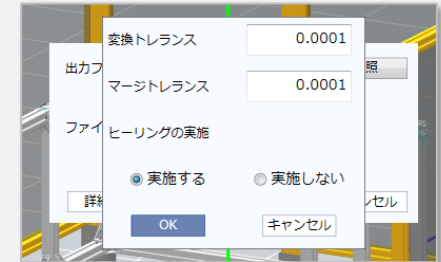 変換トレランス 0.0001
出力フ 照
マージトレランス 0.0001
ファイ
ヒーリングの実施
実施する 実施しない
詳 ンセル
OK キャンセル